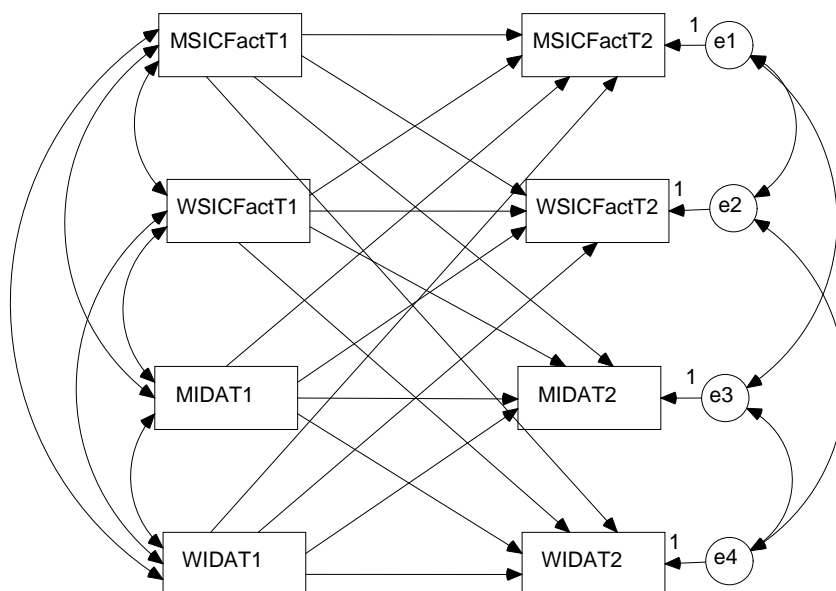 MSICFactT1 MSICFactT2 1 e1
WSICFactT1 WSICFactT2 1 e2
MIDAT1 MIDAT2 1 e3
WIDAT1 WIDAT2 1 e4